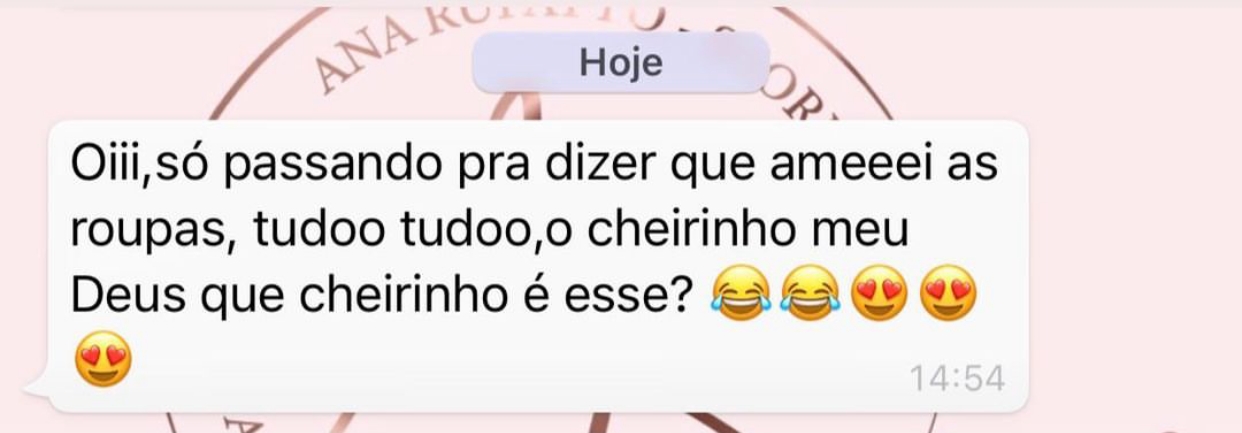 ANA
Hoje
Oiii,só passando pra dizer que ameeei as
roupas, tudoo tudoo,o cheirinho meu
Deus que cheirinho é esse? 😂😂😍😍
😍
14:54